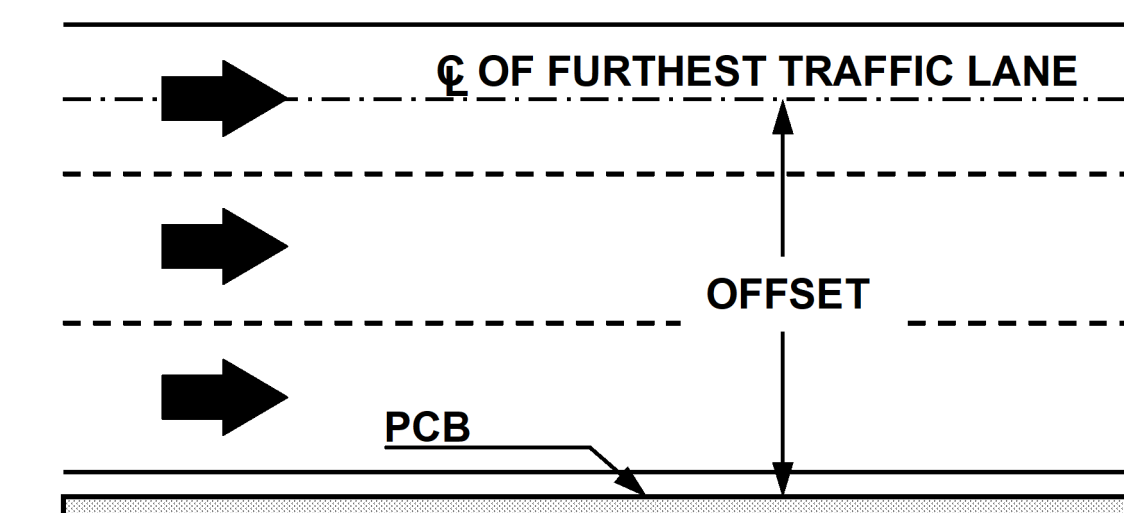 ℄ OF FURTHEST TRAFFIC LANE
OFFSET
PCB